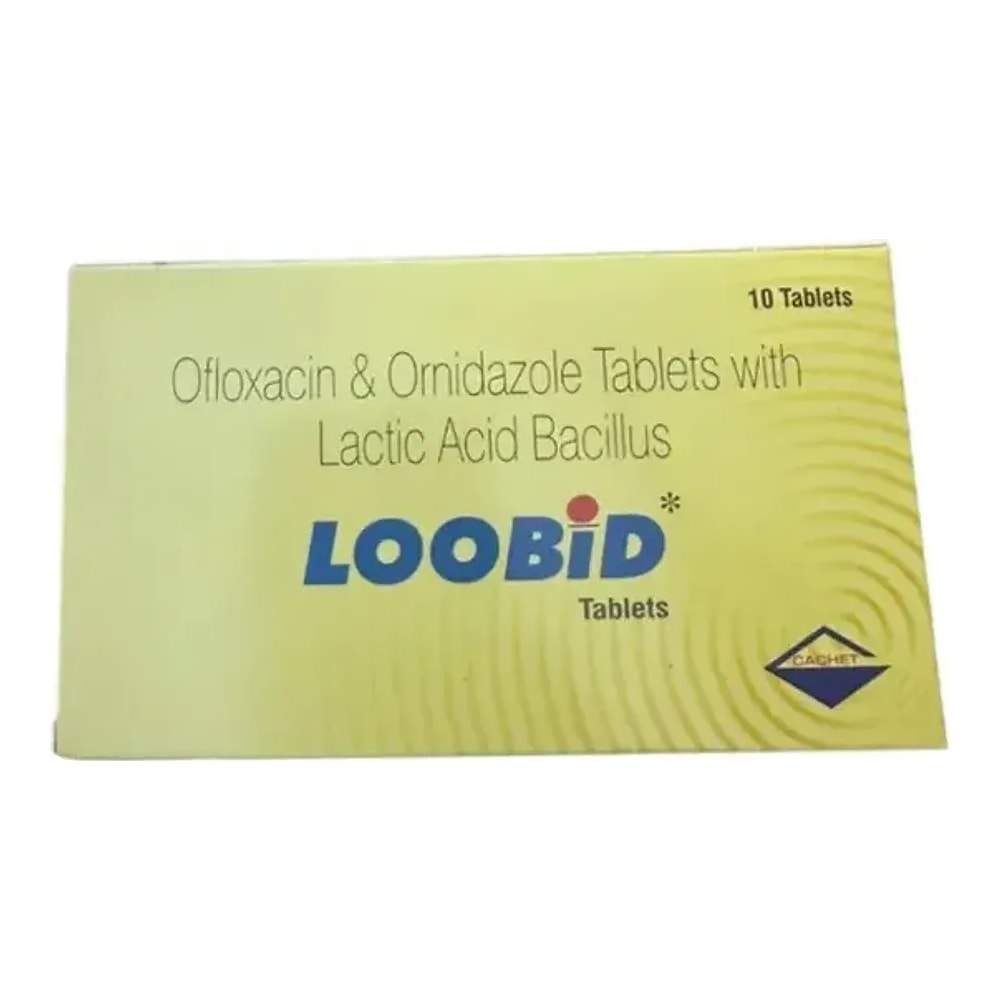 10 Tablets
Ofloxacin & Ornidazole Tablets with
Lactic Acid Bacillus
LOOBiD*
Tablets
CACHET